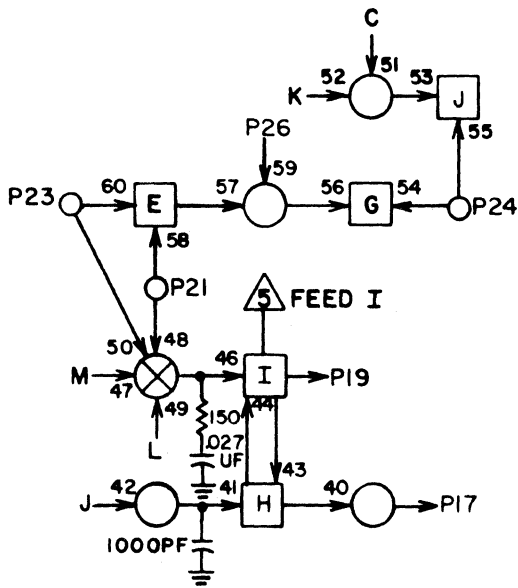 C
51
K 52 53 J
55
P26
59
P23 60 E 57 56 G 54 P24
58
P21
5 FEED I
50 48
M 47 46 I P19
49 44
L
150
.027
UF
43
J 42 41 H 40 P17
1000PF